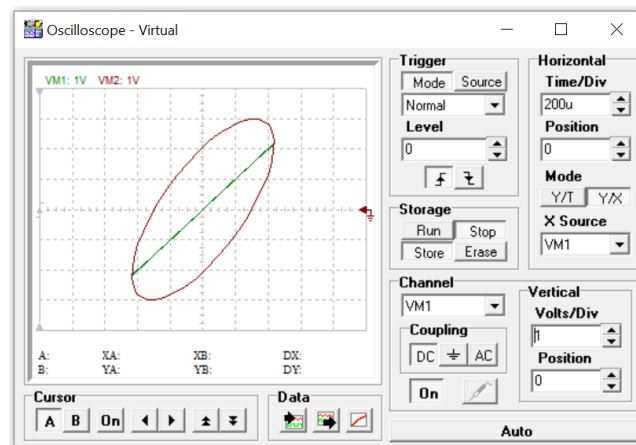 Oscilloscope - Virtual
VM1: 1V VM2: 1V
A: XA: XB: DX:
B: YA: YB: DY:
Cursor
A B On
Data
Trigger
Mode Source
Normal
Level
0
Storage
Run Stop
Store Erase
Horizontal
Time/Div
200u
Position
0
Mode
Y/T Y/X
X Source
VM1
Channel
VM1
Coupling
DC AC
On
Vertical
Volts/Div
1
Position
0
Auto